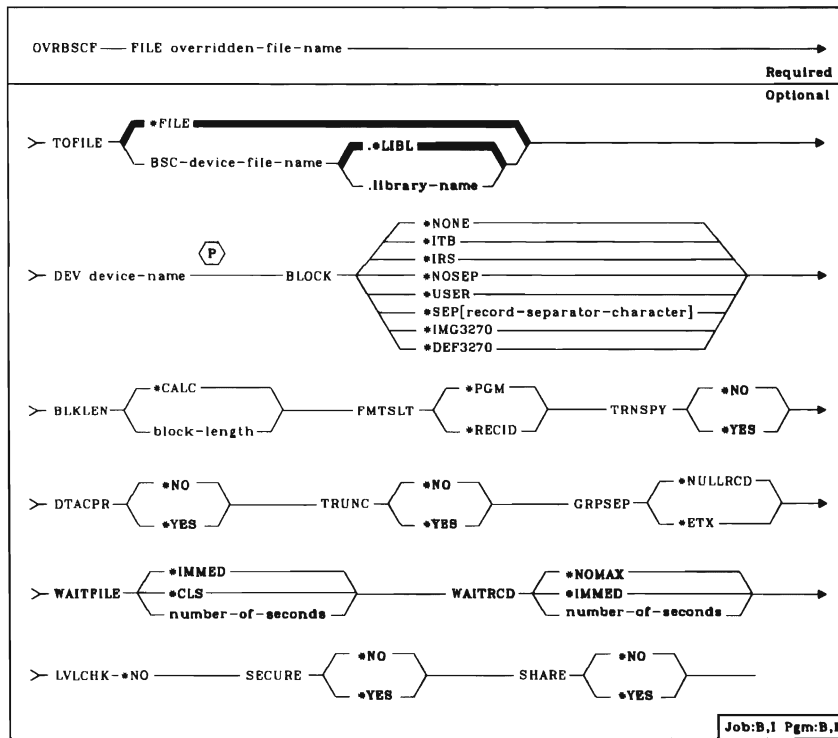 OVRBSCF FILE overridden-file-name
Required
Optional
*FILE
TOFILE
.*LIBL
BSC-device-file-name
.library-name
*NONE
*ITB
*IRS
P
DEV device-name BLOCK *NOSEP
*USER
*SEP[record-separator-character]
*IMG3270
*DEF3270
*CALC *PGM *NO
BLKLEN FMTSLT TRNSPY
block-length *RECID *YES
*NO *NO *NULLRCD
DTACPR TRUNC GRPSEP
*YES *YES *ETX
*IMMED *NOMAX
WAITFILE *CLS WAITRCD *IMMED
number-of-seconds number-of-seconds
*NO *NO
LVLCHK-*NO SECURE SHARE
*YES *YES
Job:B,I Pgm:B,